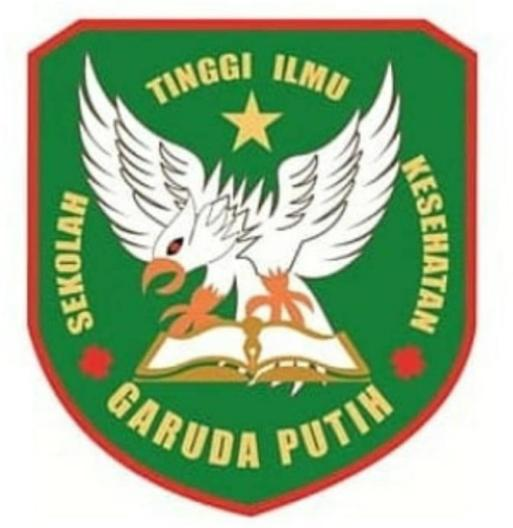 SEKOLAH
TINGGI ILMU
KESEHATAN
GARUDA PUTIH